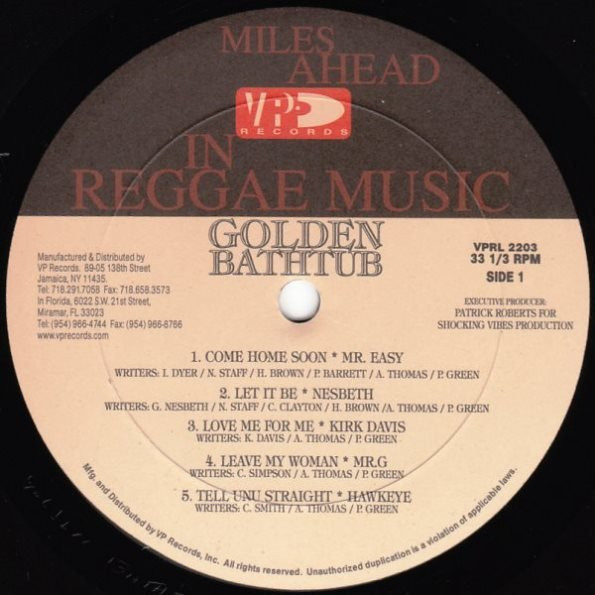 MILES
AHEAD
VP
RECORDS
IN
REGGAE MUSIC
GOLDEN
BATHTUB
Manufactured & Distributed by
VP Records. 89-05 138th Street
Jamaica, NY 11435.
Tel: 718.291.7058 Fax: 718.658.3573
In Florida, 6022 S.W. 21st Street,
Miramar, FL 33023
Tel: (954) 966-4744 Fax: (954) 966-8766
www.vprecords.com
VPRL 2203
33 1/3 RPM
SIDE 1
EXECUTIVE PRODUCER:
PATRICK ROBERTS FOR
SHOCKING VIBES PRODUCTION
1. COME HOME SOON * MR. EASY
WRITERS: I. DYER / N. STAFF / H. BROWN / P. BARRETT / A. THOMAS / P. GREEN
2. LET IT BE * NESBETH
WRITERS: G. NESBETH / N. STAFF / C. CLAYTON / H. BROWN /A. THOMAS / P. GREEN
3. LOVE ME FOR ME * KIRK DAVIS
WRITERS: K. DAVIS / A. THOMAS / P. GREEN
4. LEAVE MY WOMAN * MR.G
WRITERS: C. SIMPSON / A. THOMAS / P. GREEN
5. TELL UNU STRAIGHT * HAWKEYE
WRITERS: C. SMITH / A. THOMAS / P. GREEN
Mfg. and Distributed by VP Records, Inc. All rights reserved. Unauthorized duplication is a violation of applicable laws.